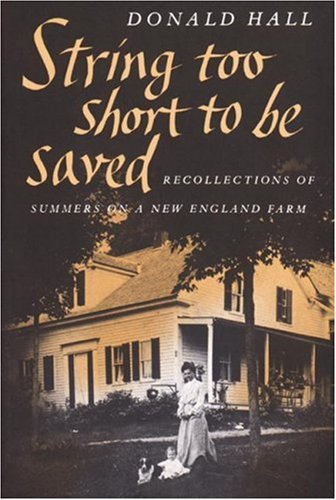 DONALD HALL
String too
short to be
saved
RECOLLECTIONS OF
SUMMERS ON A NEW ENGLAND FARM